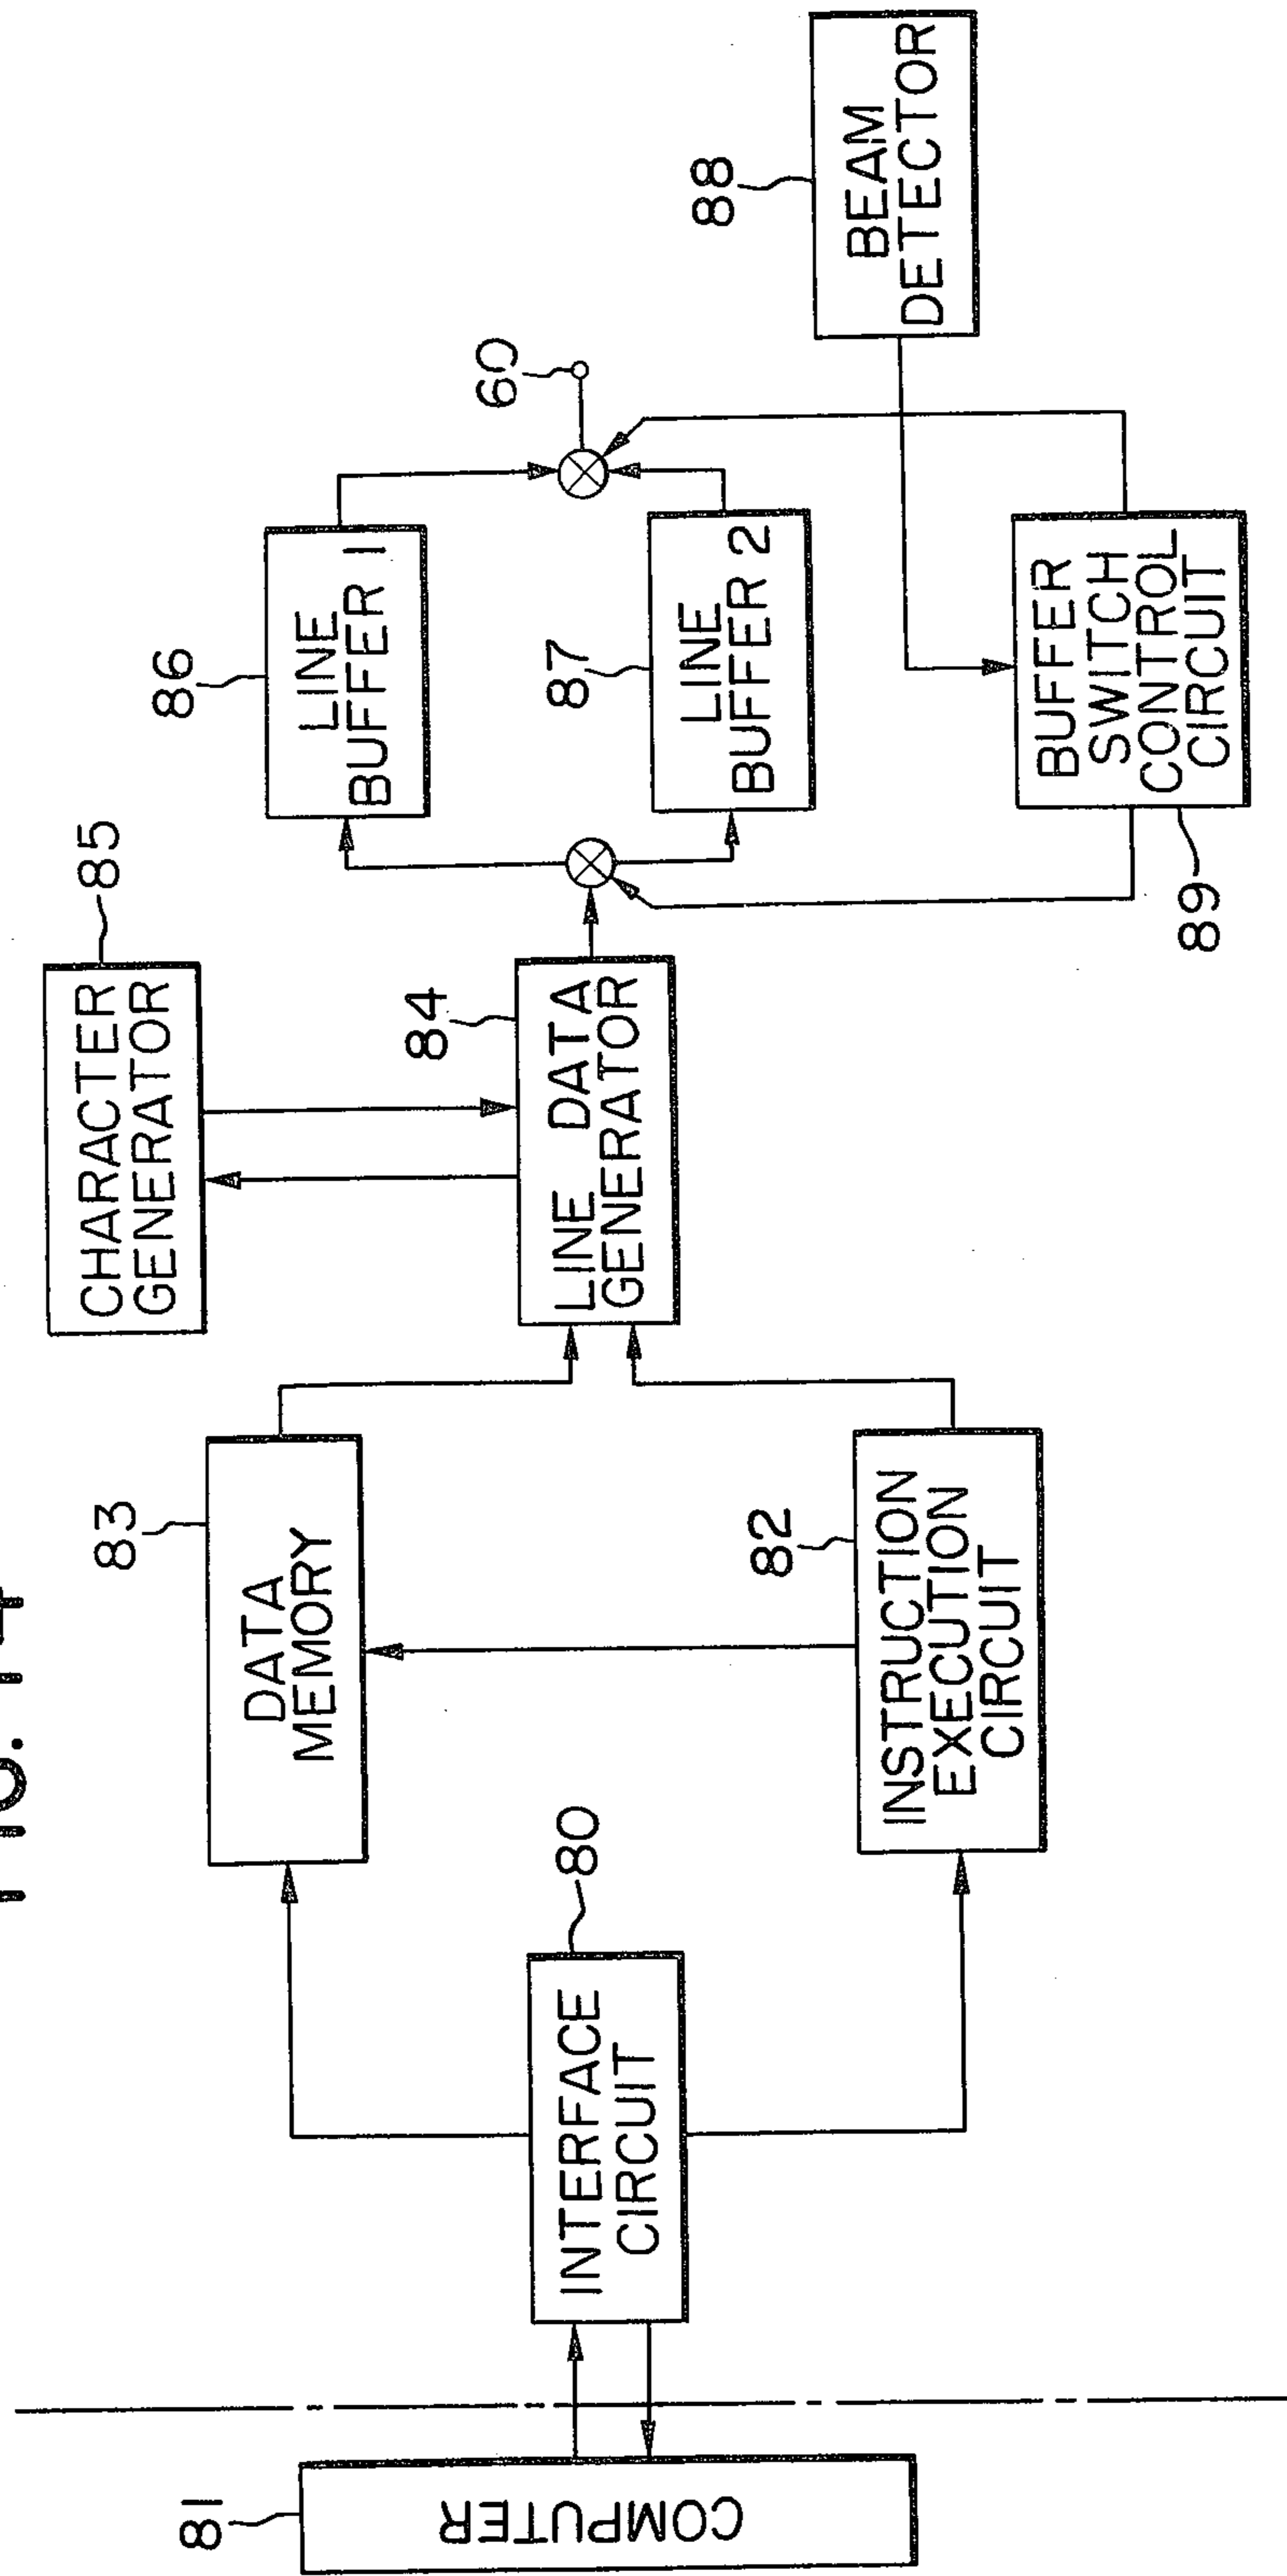 FIG. 14
81
COMPUTER
INTERFACE
CIRCUIT
80
83
DATA
MEMORY
82
INSTRUCTION
EXECUTION
CIRCUIT
85
CHARACTER
GENERATOR
84
LINE DATA
GENERATOR
86
LINE
BUFFER 1
87
LINE
BUFFER 2
60
88
BEAM
DETECTOR
BUFFER
SWITCH
CONTROL
CIRCUIT
89